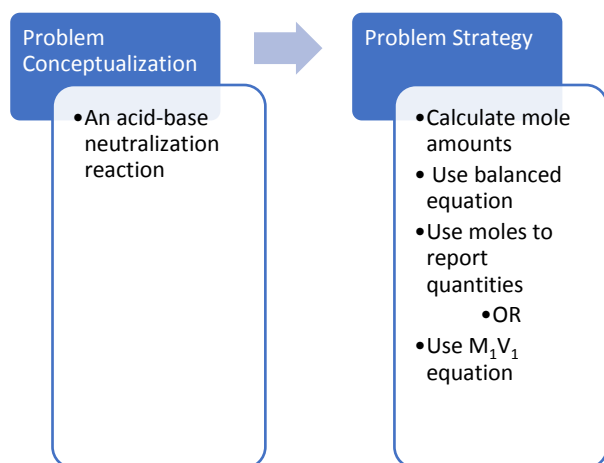 Problem
Conceptualization
•An acid-base
neutralization
reaction
Problem Strategy
•Calculate mole
amounts
• Use balanced
equation
•Use moles to
report
quantities
•OR
•Use M₁V₁
equation